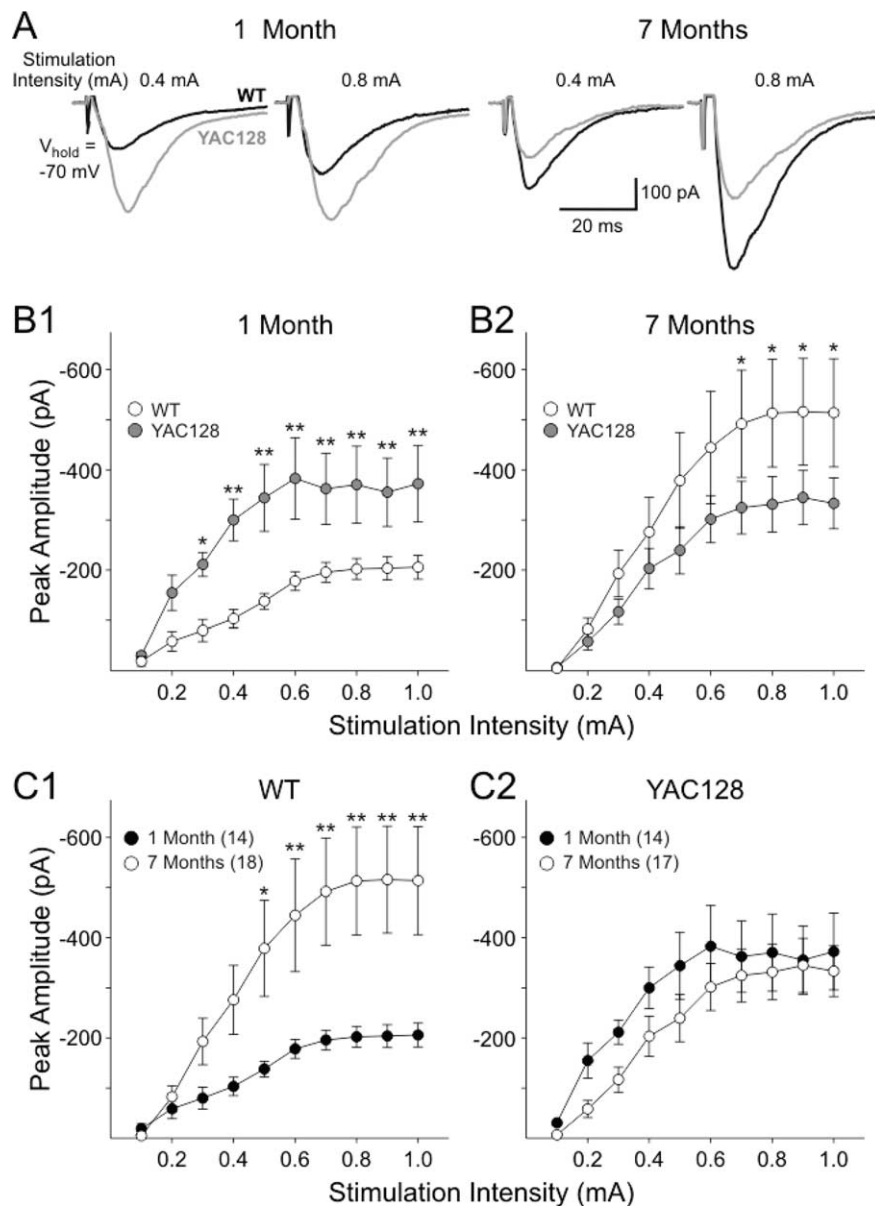 A
1 Month
7 Months
Stimulation
Intensity (mA)
0.4 mA
0.8 mA
0.4 mA
0.8 mA
WT
YAC128
Vhold =
-70 mV
100 pA
20 ms
B1
1 Month
B2
7 Months
Peak Amplitude (pA)
-600
-400
-200
WT
YAC128
* ** ** ** ** ** ** **
0.2 0.4 0.6 0.8 1.0
-600
-400
-200
WT
YAC128
* * * *
0.2 0.4 0.6 0.8 1.0
Stimulation Intensity (mA)
C1
WT
C2
YAC128
Peak Amplitude (pA)
-600
-400
-200
1 Month (14)
7 Months (18)
* ** ** ** ** **
0.2 0.4 0.6 0.8 1.0
Stimulation Intensity (mA)
-600
-400
-200
1 Month (14)
7 Months (17)
0.2 0.4 0.6 0.8 1.0
Stimulation Intensity (mA)